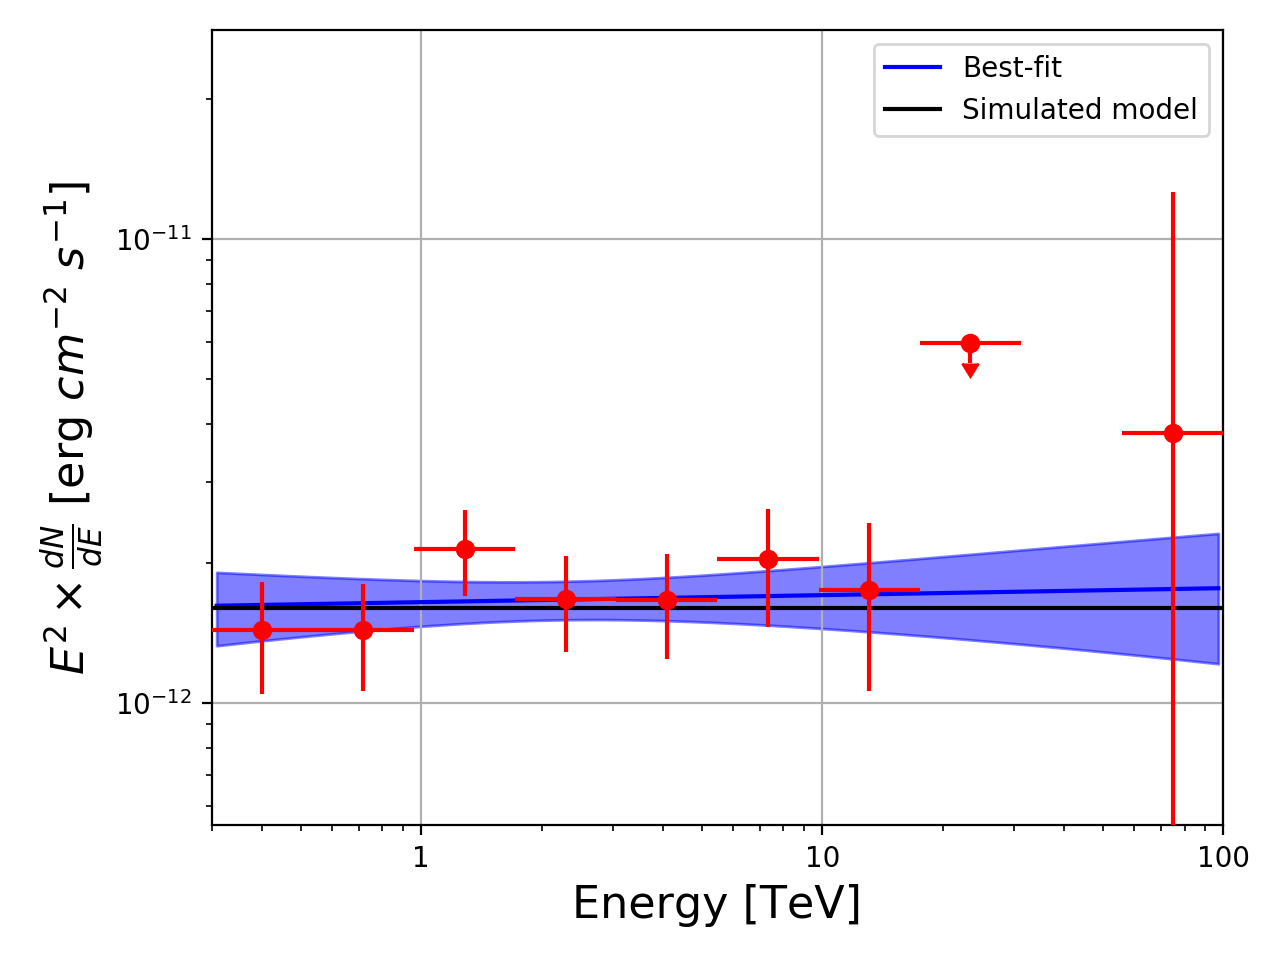 Best-fit
Simulated model
10⁻¹¹
10⁻¹²
E² × dN/dE [erg cm⁻² s⁻¹]
1
10
100
Energy [TeV]